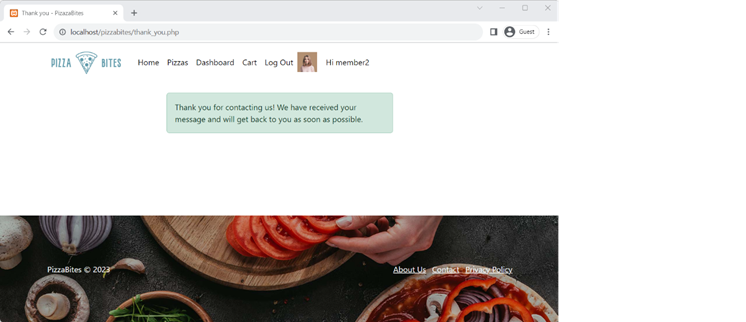 Thank you - PizazaBites
localhost/pizzabites/thank_you.php
Guest
PIZZA BITES
Home Pizzas Dashboard Cart Log Out Hi member2
Thank you for contacting us! We have received your
message and will get back to you as soon as possible.
PizzaBites © 2023
About Us Contact Privacy Policy